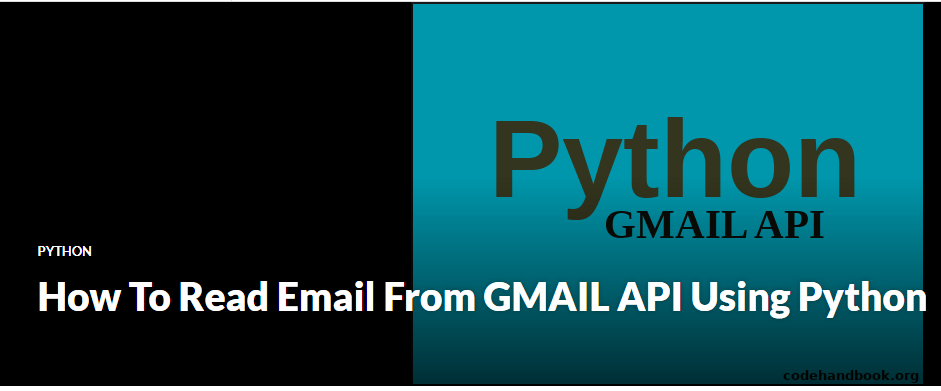 Python
GMAIL API
PYTHON
How To Read Email From GMAIL API Using Python
codehandbook.org